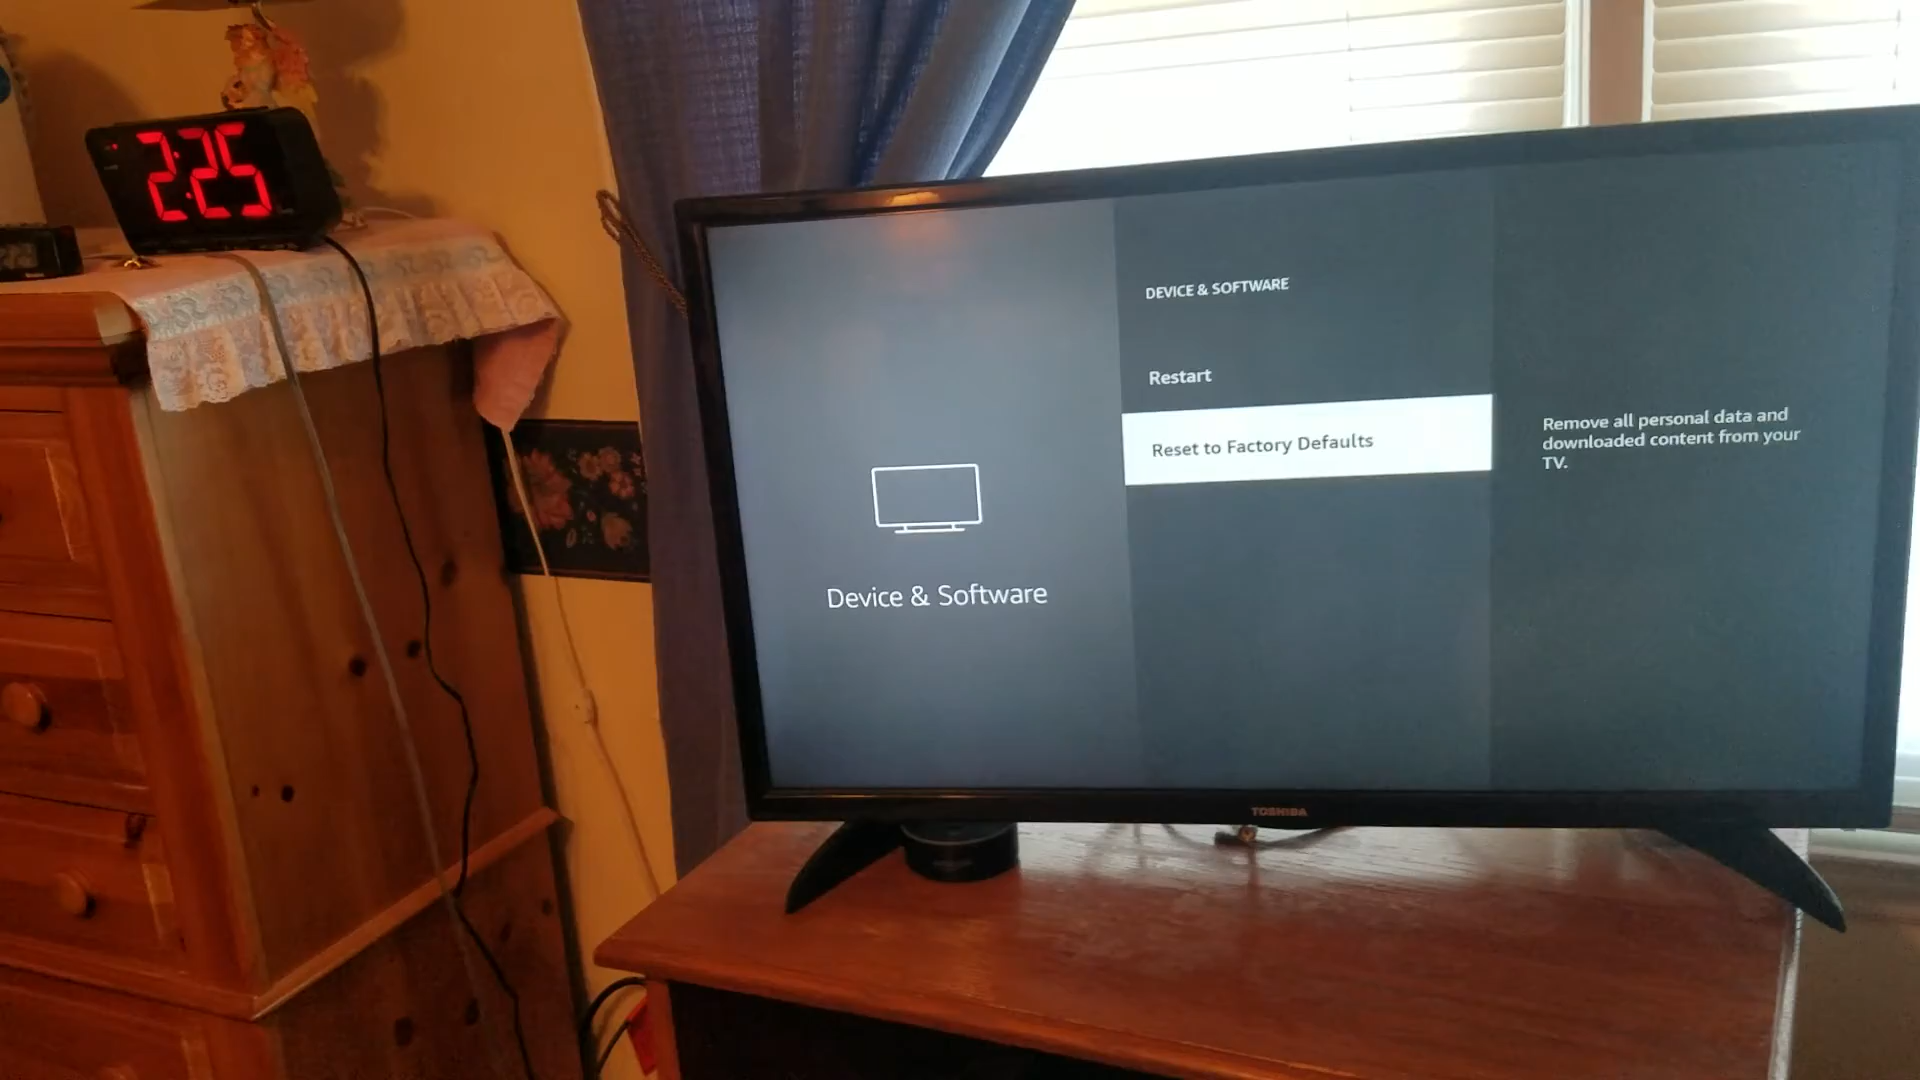 2:25
DEVICE & SOFTWARE
Restart
Reset to Factory Defaults
Remove all personal data and
downloaded content from your
TV.
Device & Software
TOSHIBA